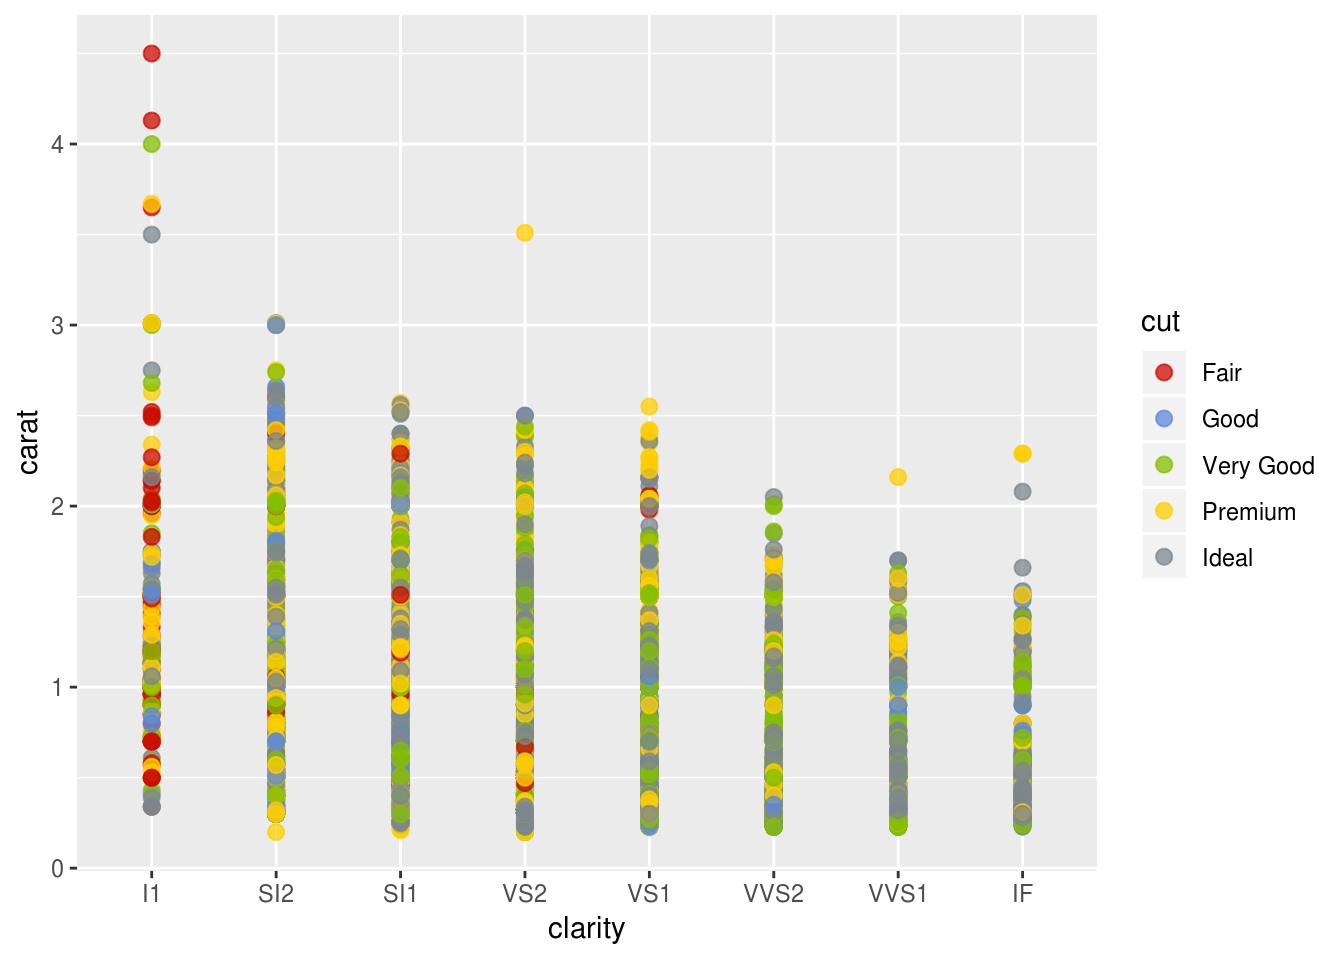 4
3
2
1
0
carat
I1 SI2 SI1 VS2 VS1 VVS2 VVS1 IF
clarity
cut
Fair
Good
Very Good
Premium
Ideal